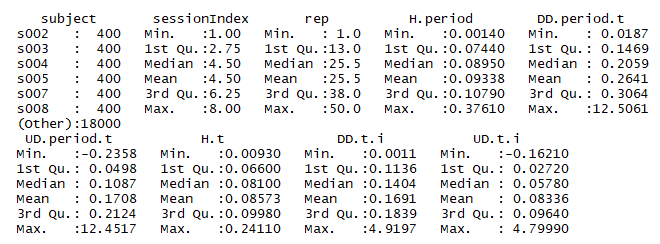 subject sessionIndex rep H.period DD.period.t
s002 : 400 Min. :1.00 Min. : 1.0 Min. :0.00140 Min. : 0.0187
s003 : 400 1st Qu.:2.75 1st Qu.:13.0 1st Qu.:0.07440 1st Qu.: 0.1469
s004 : 400 Median :4.50 Median :25.5 Median :0.08950 Median : 0.2059
s005 : 400 Mean :4.50 Mean :25.5 Mean :0.09338 Mean : 0.2641
s007 : 400 3rd Qu.:6.25 3rd Qu.:38.0 3rd Qu.:0.10790 3rd Qu.: 0.3064
s008 : 400 Max. :8.00 Max. :50.0 Max. :0.37610 Max. :12.5061
(Other):18000
UD.period.t H.t DD.t.i UD.t.i
Min. :-0.2358 Min. :0.00930 Min. :0.0011 Min. :-0.16210
1st Qu.: 0.0498 1st Qu.:0.06600 1st Qu.:0.1136 1st Qu.: 0.02720
Median : 0.1087 Median :0.08100 Median :0.1404 Median : 0.05780
Mean : 0.1708 Mean :0.08573 Mean :0.1691 Mean : 0.08336
3rd Qu.: 0.2124 3rd Qu.:0.09980 3rd Qu.:0.1839 3rd Qu.: 0.09640
Max. :12.4517 Max. :0.24110 Max. :4.9197 Max. : 4.79990